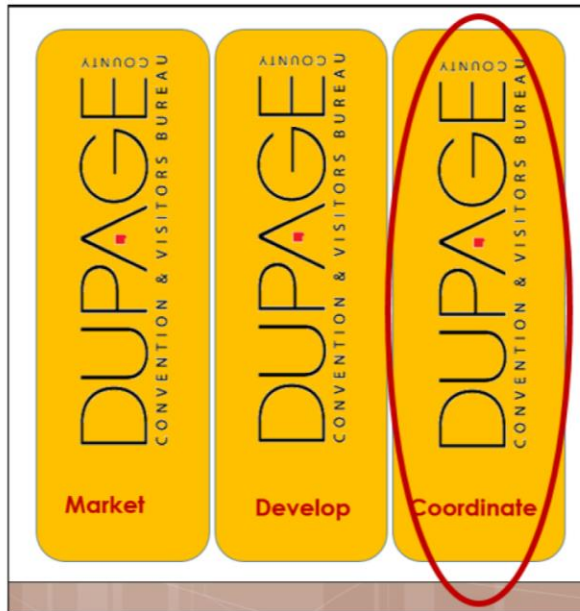 COUNTY
DUPAGE
CONVENTION & VISITORS BUREAU
Market
COUNTY
DUPAGE
CONVENTION & VISITORS BUREAU
Develop
COUNTY
DUPAGE
CONVENTION & VISITORS BUREAU
Coordinate